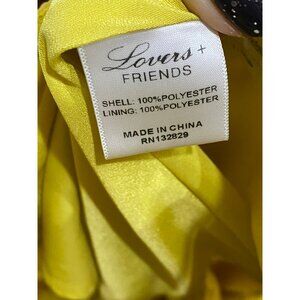 Lovers +
FRIENDS
SHELL: 100%POLYESTER
LINING: 100%POLYESTER
MADE IN CHINA
RN132829